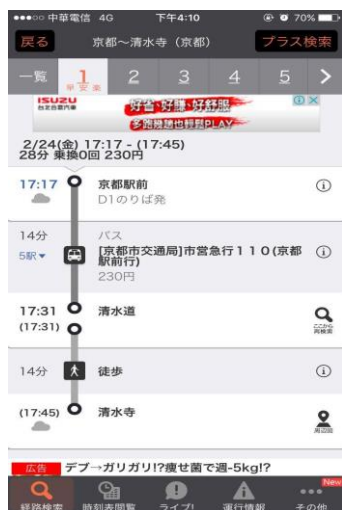 中華電信 4G 下午4:10 70%
戻る 京都～清水寺（京都） プラス検索
一覧 1 2 3 4 5
早 安 楽
ISUZU 好省·好賺·好舒服
多跑幾趟也輕鬆PLAY
2/24(金) 17:17 - (17:45)
28分 乗換0回 230円
17:17 京都駅前
D1のりば発
14分 バス
5駅▼ [京都市交通局]市営急行１１０(京都
駅前行)
230円
17:31 清水道
(17:31)
ここから
再検索
14分 徒歩
(17:45) 清水寺
周辺図
広告 デブ→ガリガリ!?痩せ菌で週-5kg!?
New
経路検索 時刻表閲覧 ライブ! 運行情報 その他